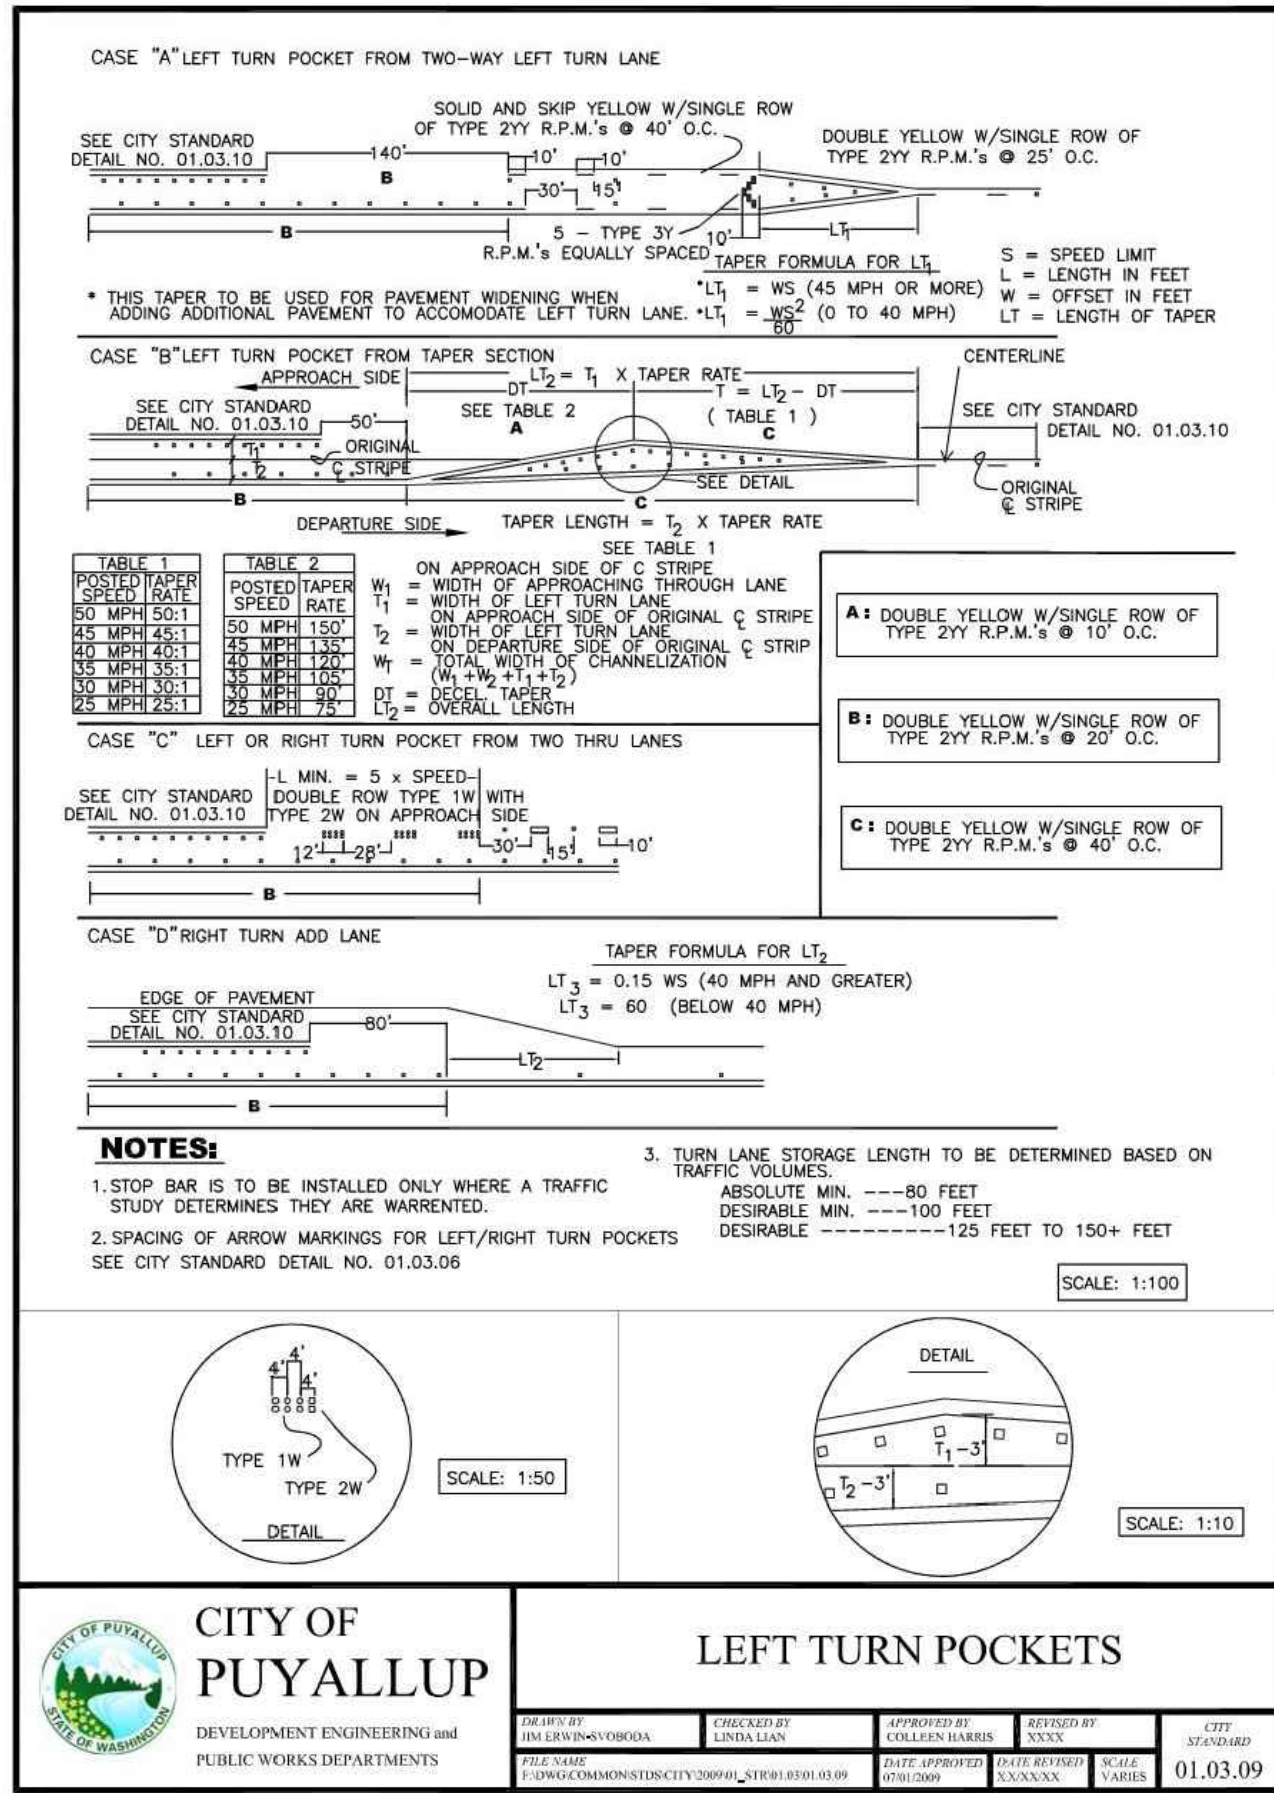 CASE "A" LEFT TURN POCKET FROM TWO-WAY LEFT TURN LANE
SOLID AND SKIP YELLOW W/SINGLE ROW
OF TYPE 2YY R.P.M.'s @ 40' O.C.
SEE CITY STANDARD
DETAIL NO. 01.03.10
140'
B
10'
10'
DOUBLE YELLOW W/SINGLE ROW OF
TYPE 2YY R.P.M.'s @ 25' O.C.
30'
15'
B
5 - TYPE 3Y
R.P.M.'s EQUALLY SPACED
10'
LT1
TAPER FORMULA FOR LT1
*LT1 = WS (45 MPH OR MORE)
*LT1 = WS2/60 (0 TO 40 MPH)
S = SPEED LIMIT
L = LENGTH IN FEET
W = OFFSET IN FEET
LT = LENGTH OF TAPER
* THIS TAPER TO BE USED FOR PAVEMENT WIDENING WHEN
ADDING ADDITIONAL PAVEMENT TO ACCOMODATE LEFT TURN LANE.
CASE "B" LEFT TURN POCKET FROM TAPER SECTION
APPROACH SIDE
LT2 = T1 X TAPER RATE
CENTERLINE
DT
T = LT2 - DT
SEE CITY STANDARD
DETAIL NO. 01.03.10
50'
SEE TABLE 2
A
( TABLE 1 )
C
SEE CITY STANDARD
DETAIL NO. 01.03.10
T1
T2
ORIGINAL
℄ STRIPE
SEE DETAIL
B
C
ORIGINAL
℄ STRIPE
DEPARTURE SIDE
TAPER LENGTH = T2 X TAPER RATE
SEE TABLE 1
TABLE 1
POSTED SPEED TAPER RATE
50 MPH 50:1
45 MPH 45:1
40 MPH 40:1
35 MPH 35:1
30 MPH 30:1
25 MPH 25:1
TABLE 2
POSTED SPEED TAPER RATE
50 MPH 150'
45 MPH 135'
40 MPH 120'
35 MPH 105'
30 MPH 90'
25 MPH 75'
ON APPROACH SIDE OF C STRIPE
W1 = WIDTH OF APPROACHING THROUGH LANE
T1 = WIDTH OF LEFT TURN LANE
ON APPROACH SIDE OF ORIGINAL ℄ STRIPE
T2 = WIDTH OF LEFT TURN LANE
ON DEPARTURE SIDE OF ORIGINAL ℄ STRIP
WT = TOTAL WIDTH OF CHANNELIZATION
(W1 +W2 +T1 +T2)
DT = DECEL. TAPER
LT2 = OVERALL LENGTH
A: DOUBLE YELLOW W/SINGLE ROW OF
TYPE 2YY R.P.M.'s @ 10' O.C.
B: DOUBLE YELLOW W/SINGLE ROW OF
TYPE 2YY R.P.M.'s @ 20' O.C.
C: DOUBLE YELLOW W/SINGLE ROW OF
TYPE 2YY R.P.M.'s @ 40' O.C.
CASE "C" LEFT OR RIGHT TURN POCKET FROM TWO THRU LANES
L MIN. = 5 x SPEED
SEE CITY STANDARD
DETAIL NO. 01.03.10
DOUBLE ROW TYPE 1W WITH
TYPE 2W ON APPROACH SIDE
12'
28'
30'
15'
10'
B
CASE "D" RIGHT TURN ADD LANE
TAPER FORMULA FOR LT2
LT3 = 0.15 WS (40 MPH AND GREATER)
LT3 = 60 (BELOW 40 MPH)
EDGE OF PAVEMENT
SEE CITY STANDARD
DETAIL NO. 01.03.10
80'
LT2
B
NOTES:
1. STOP BAR IS TO BE INSTALLED ONLY WHERE A TRAFFIC
STUDY DETERMINES THEY ARE WARRENTED.
2. SPACING OF ARROW MARKINGS FOR LEFT/RIGHT TURN POCKETS
SEE CITY STANDARD DETAIL NO. 01.03.06
3. TURN LANE STORAGE LENGTH TO BE DETERMINED BASED ON
TRAFFIC VOLUMES.
ABSOLUTE MIN. ---80 FEET
DESIRABLE MIN. ---100 FEET
DESIRABLE ----------125 FEET TO 150+ FEET
SCALE: 1:100
4'
4'
4'
TYPE 1W
TYPE 2W
DETAIL
SCALE: 1:50
DETAIL
T1 -3'
T2 -3'
SCALE: 1:10
CITY OF PUYALLUP
STATE OF WASHINGTON
CITY OF
PUYALLUP
DEVELOPMENT ENGINEERING and
PUBLIC WORKS DEPARTMENTS
LEFT TURN POCKETS
DRAWN BY
JIM ERWIN-SVOBODA
CHECKED BY
LINDA LIAN
APPROVED BY
COLLEEN HARRIS
REVISED BY
XXXX
CITY
STANDARD
01.03.09
FILE NAME
F:\DWG\COMMON\STDS\CITY\2009\01_STR\01.03\01.03.09
DATE APPROVED
07/01/2009
DATE REVISED
XX/XX/XX
SCALE
VARIES